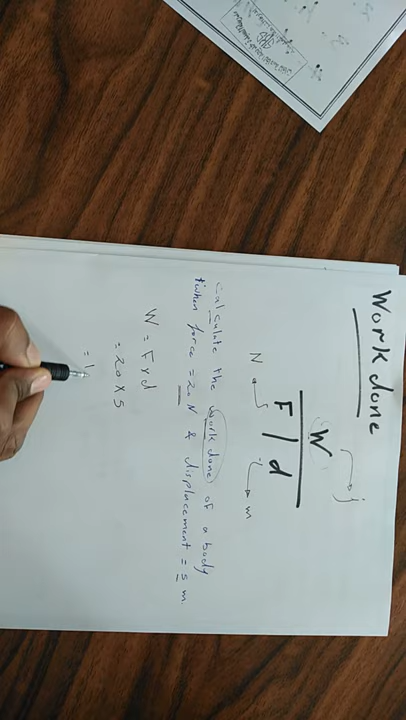 Work done
W
j
F / d
N
m
Calculate the work done of a body
when force = 20 N & displacement = 5 m.
W = F x d
= 20 x 5
= 1